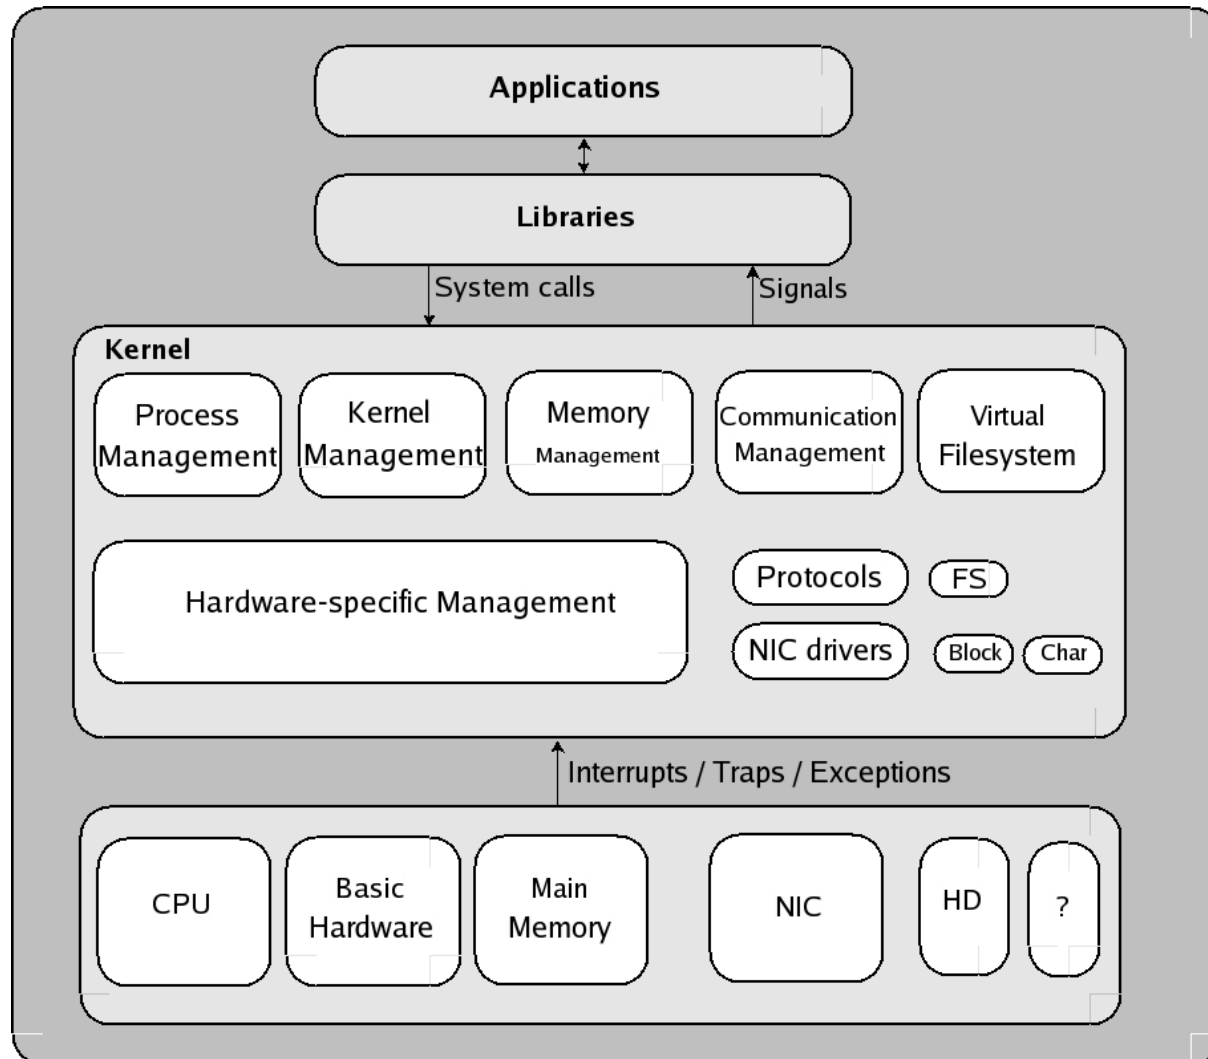 Applications
Libraries
System calls
Signals
Kernel
Process
Management
Kernel
Management
Memory
Management
Communication
Management
Virtual
Filesystem
Hardware-specific Management
Protocols
FS
NIC drivers
Block
Char
Interrupts / Traps / Exceptions
CPU
Basic
Hardware
Main
Memory
NIC
HD
?